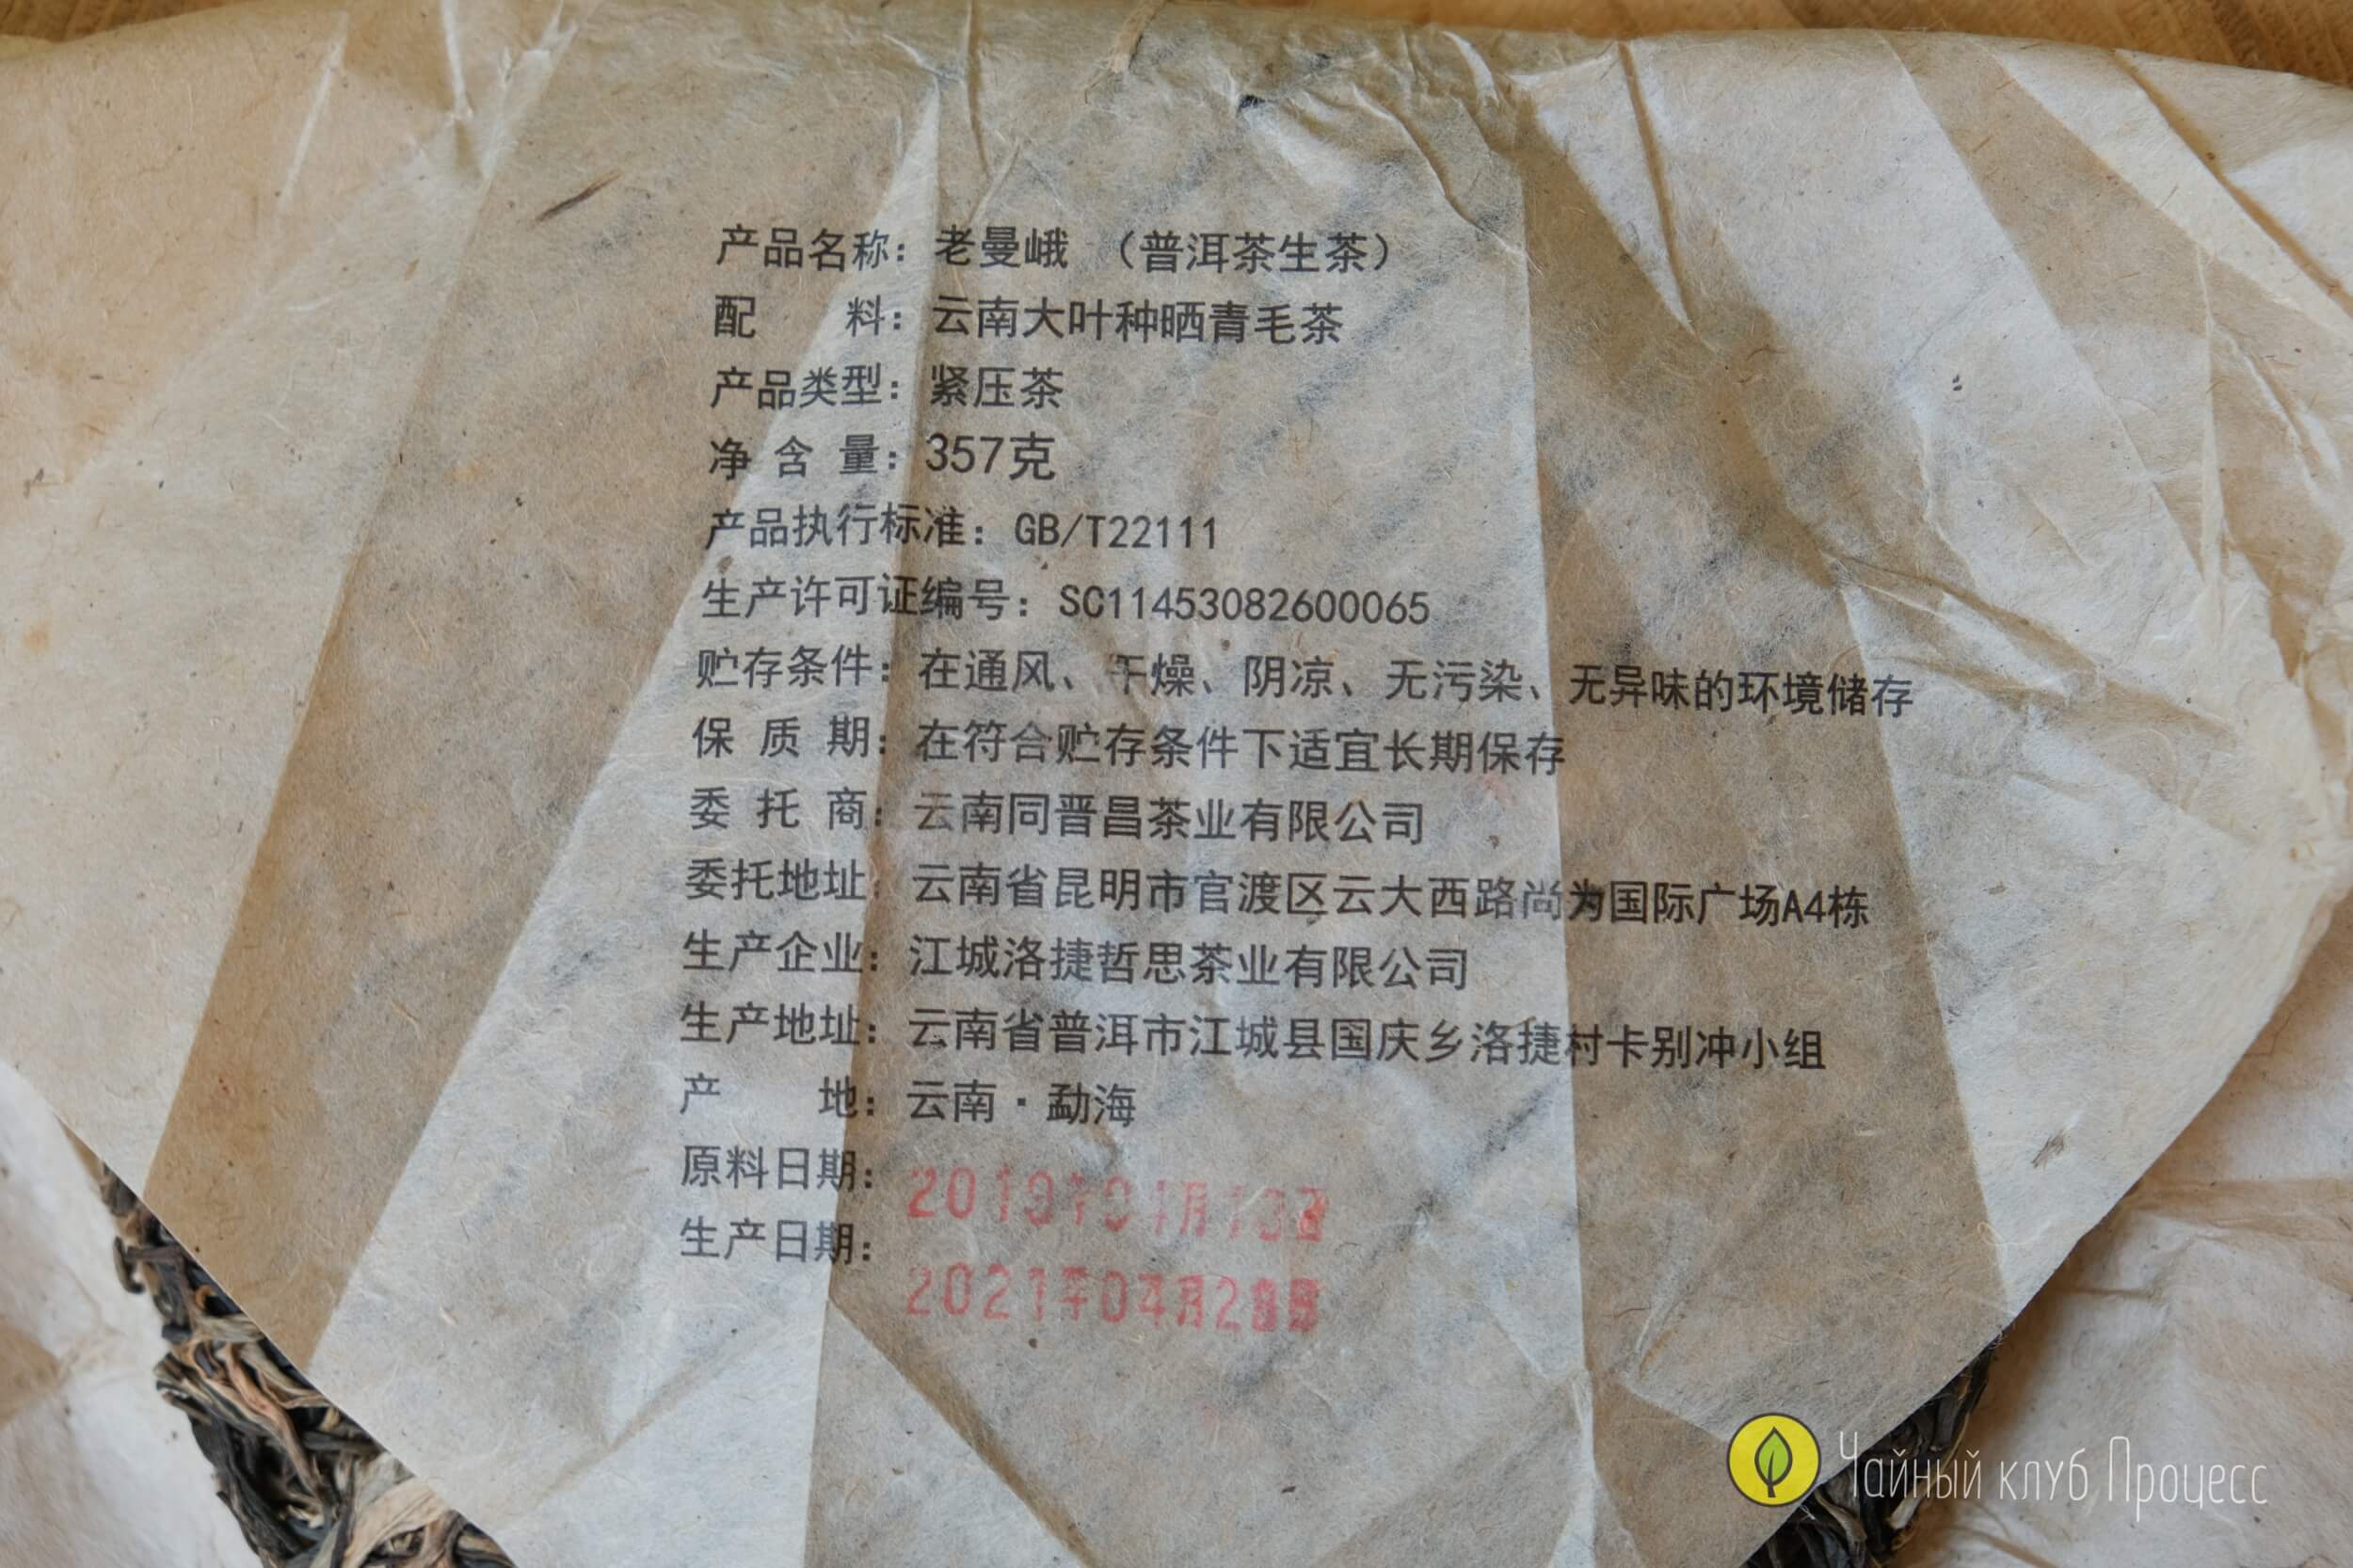 产品名称：老曼峨 （普洱茶生茶）
配料：云南大叶种晒青毛茶
产品类型：紧压茶
净含量：357克
产品执行标准：GB/T22111
生产许可证编号：SC11453082600065
贮存条件：在通风、干燥、阴凉、无污染、无异味的环境储存
保质期：在符合贮存条件下适宜长期保存
委托商：云南同晋昌茶业有限公司
委托地址：云南省昆明市官渡区云大西路尚为国际广场A4栋
生产企业：江城洛捷哲思茶业有限公司
生产地址：云南省普洱市江城县国庆乡洛捷村卡别冲小组
产地：云南·勐海
原料日期：
生产日期：2021年04月28日
Чайный клуб Процесс